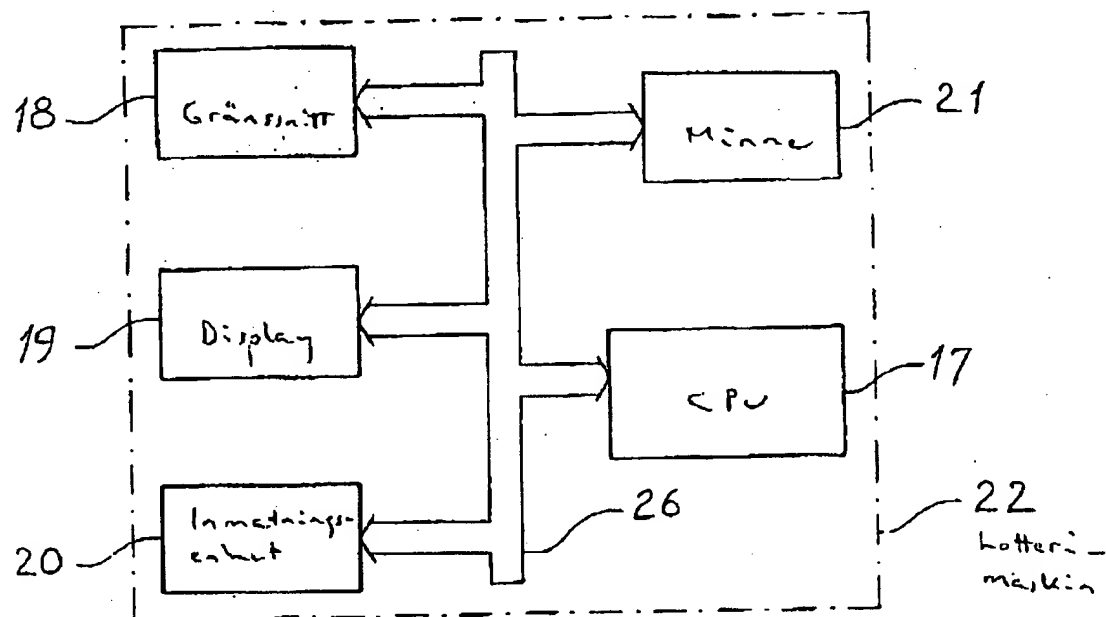 18
Gränssnitt
Minne
21
19
Display
CPU
17
20
Inmatnings-
enhet
26
22
Lotteri-
maskin